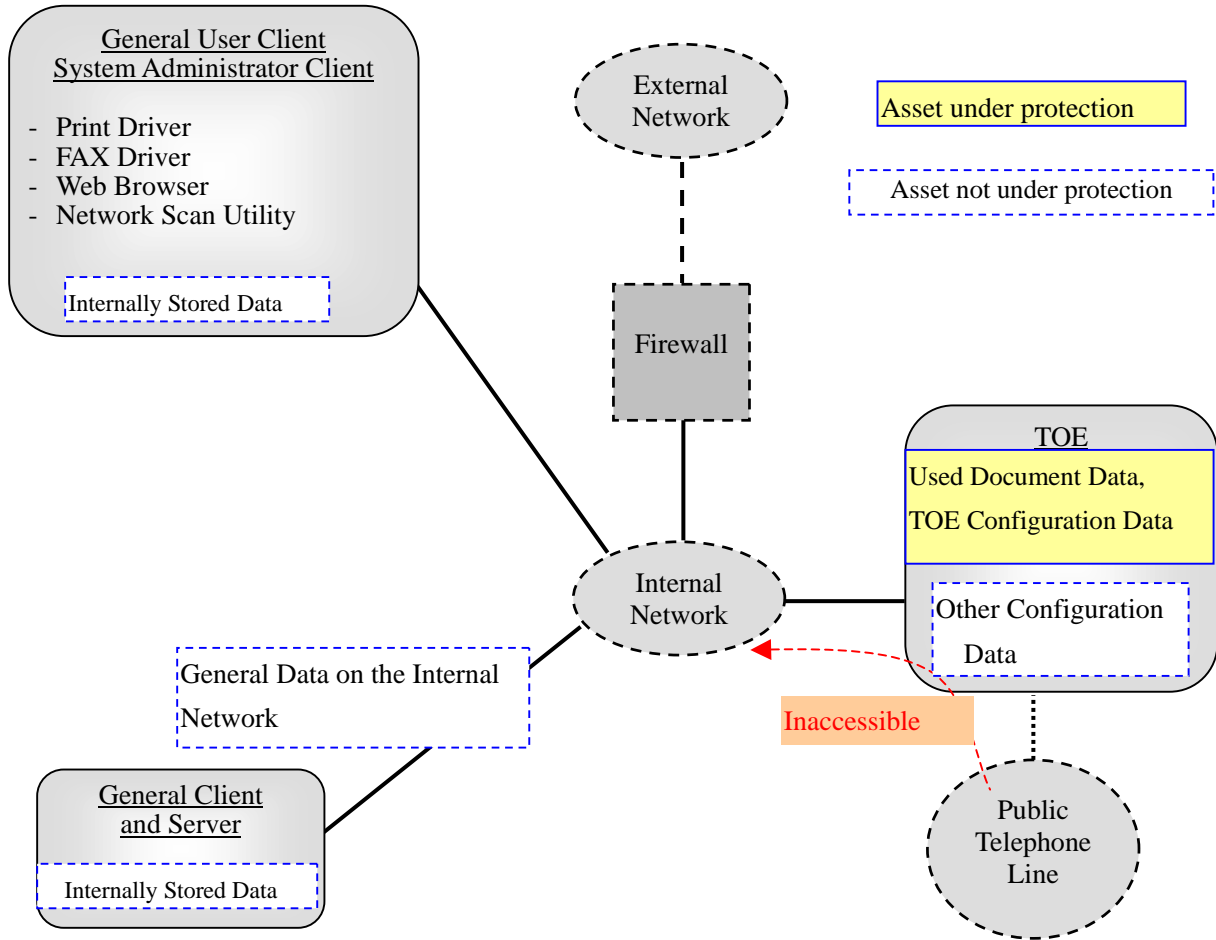 General User Client
System Administrator Client
- Print Driver
- FAX Driver
- Web Browser
- Network Scan Utility
Internally Stored Data
External
Network
Asset under protection
Asset not under protection
Firewall
TOE
Used Document Data,
TOE Configuration Data
Other Configuration
Data
Internal
Network
General Data on the Internal
Network
Inaccessible
General Client
and Server
Internally Stored Data
Public
Telephone
Line